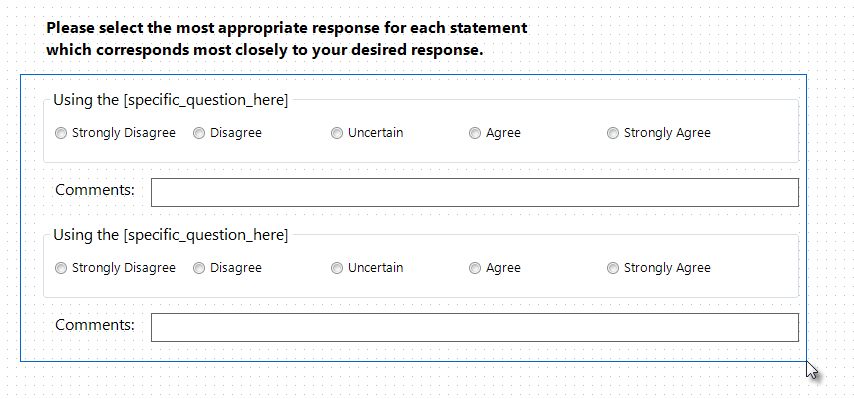 Please select the most appropriate response for each statement
which corresponds most closely to your desired response.
Using the [specific_question_here]
Strongly Disagree Disagree Uncertain Agree Strongly Agree
Comments:
Using the [specific_question_here]
Strongly Disagree Disagree Uncertain Agree Strongly Agree
Comments: